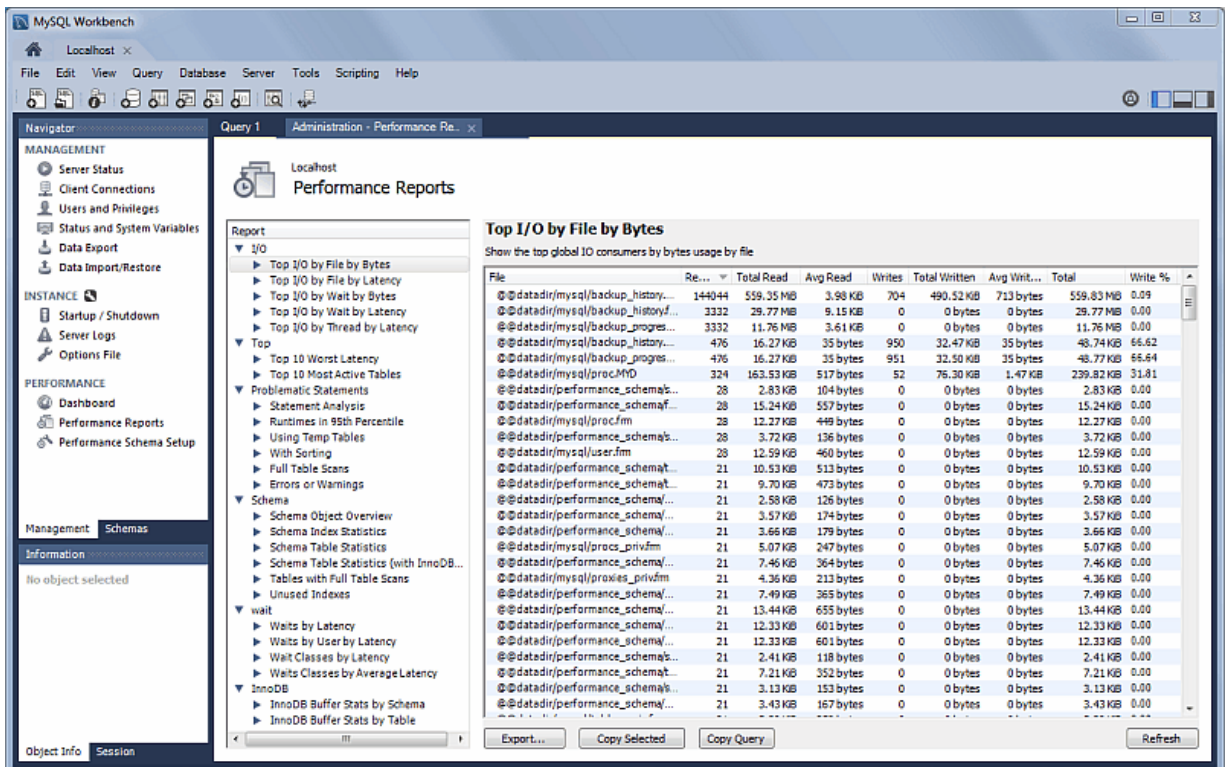 MySQL Workbench
Localhost
File Edit View Query Database Server Tools Scripting Help
Navigator
MANAGEMENT
Server Status
Client Connections
Users and Privileges
Status and System Variables
Data Export
Data Import/Restore
INSTANCE
Startup / Shutdown
Server Logs
Options File
PERFORMANCE
Dashboard
Performance Reports
Performance Schema Setup
Management Schemas
Information
No object selected
Object Info Session
Query 1 Administration - Performance Re..
Localhost
Performance Reports
Report
I/O
Top I/O by File by Bytes
Top I/O by File by Latency
Top I/O by Wait by Bytes
Top I/O by Wait by Latency
Top I/O by Thread by Latency
Top
Top 10 Worst Latency
Top 10 Most Active Tables
Problematic Statements
Statement Analysis
Runtimes in 95th Percentile
Using Temp Tables
With Sorting
Full Table Scans
Errors or Warnings
Schema
Schema Object Overview
Schema Index Statistics
Schema Table Statistics
Schema Table Statistics (with InnoDB...
Tables with Full Table Scans
Unused Indexes
wait
Waits by Latency
Waits by User by Latency
Wait Classes by Latency
Waits Classes by Average Latency
InnoDB
InnoDB Buffer Stats by Schema
InnoDB Buffer Stats by Table
Top I/O by File by Bytes
Show the top global IO consumers by bytes usage by file
File Re... Total Read Avg Read Writes Total Written Avg Writ... Total Write %
@@datadir/mysql/backup_history.... 144044 559.35 MiB 3.98 KiB 704 490.52 KiB 713 bytes 559.83 MiB 0.09
@@datadir/mysql/backup_history.f... 3332 29.77 MiB 9.15 KiB 0 0 bytes 0 bytes 29.77 MiB 0.00
@@datadir/mysql/backup_progres... 3332 11.76 MiB 3.61 KiB 0 0 bytes 0 bytes 11.76 MiB 0.00
@@datadir/mysql/backup_history.... 476 16.27 KiB 35 bytes 950 32.47 KiB 35 bytes 48.74 KiB 66.62
@@datadir/mysql/backup_progres... 476 16.27 KiB 35 bytes 951 32.50 KiB 35 bytes 48.77 KiB 66.64
@@datadir/mysql/proc.MYD 324 163.53 KiB 517 bytes 52 76.30 KiB 1.47 KiB 239.82 KiB 31.81
@@datadir/performance_schema/s... 28 2.83 KiB 104 bytes 0 0 bytes 0 bytes 2.83 KiB 0.00
@@datadir/performance_schema/f... 28 15.24 KiB 557 bytes 0 0 bytes 0 bytes 15.24 KiB 0.00
@@datadir/mysql/proc.frm 28 12.27 KiB 449 bytes 0 0 bytes 0 bytes 12.27 KiB 0.00
@@datadir/performance_schema/s... 28 3.72 KiB 136 bytes 0 0 bytes 0 bytes 3.72 KiB 0.00
@@datadir/mysql/user.frm 28 12.59 KiB 460 bytes 0 0 bytes 0 bytes 12.59 KiB 0.00
@@datadir/performance_schema/t... 21 10.53 KiB 513 bytes 0 0 bytes 0 bytes 10.53 KiB 0.00
@@datadir/performance_schema/t... 21 9.70 KiB 473 bytes 0 0 bytes 0 bytes 9.70 KiB 0.00
@@datadir/performance_schema/... 21 2.58 KiB 126 bytes 0 0 bytes 0 bytes 2.58 KiB 0.00
@@datadir/performance_schema/... 21 3.57 KiB 174 bytes 0 0 bytes 0 bytes 3.57 KiB 0.00
@@datadir/performance_schema/... 21 3.66 KiB 179 bytes 0 0 bytes 0 bytes 3.66 KiB 0.00
@@datadir/mysql/procs_priv.frm 21 5.07 KiB 247 bytes 0 0 bytes 0 bytes 5.07 KiB 0.00
@@datadir/performance_schema/... 21 7.46 KiB 364 bytes 0 0 bytes 0 bytes 7.46 KiB 0.00
@@datadir/mysql/proxies_priv.frm 21 4.36 KiB 213 bytes 0 0 bytes 0 bytes 4.36 KiB 0.00
@@datadir/performance_schema/... 21 7.49 KiB 365 bytes 0 0 bytes 0 bytes 7.49 KiB 0.00
@@datadir/performance_schema/... 21 13.44 KiB 655 bytes 0 0 bytes 0 bytes 13.44 KiB 0.00
@@datadir/performance_schema/... 21 12.33 KiB 601 bytes 0 0 bytes 0 bytes 12.33 KiB 0.00
@@datadir/performance_schema/... 21 12.33 KiB 601 bytes 0 0 bytes 0 bytes 12.33 KiB 0.00
@@datadir/performance_schema/s... 21 2.41 KiB 118 bytes 0 0 bytes 0 bytes 2.41 KiB 0.00
@@datadir/performance_schema/t... 21 7.21 KiB 352 bytes 0 0 bytes 0 bytes 7.21 KiB 0.00
@@datadir/performance_schema/s... 21 3.13 KiB 153 bytes 0 0 bytes 0 bytes 3.13 KiB 0.00
@@datadir/performance_schema/... 21 3.43 KiB 167 bytes 0 0 bytes 0 bytes 3.43 KiB 0.00
Export... Copy Selected Copy Query Refresh